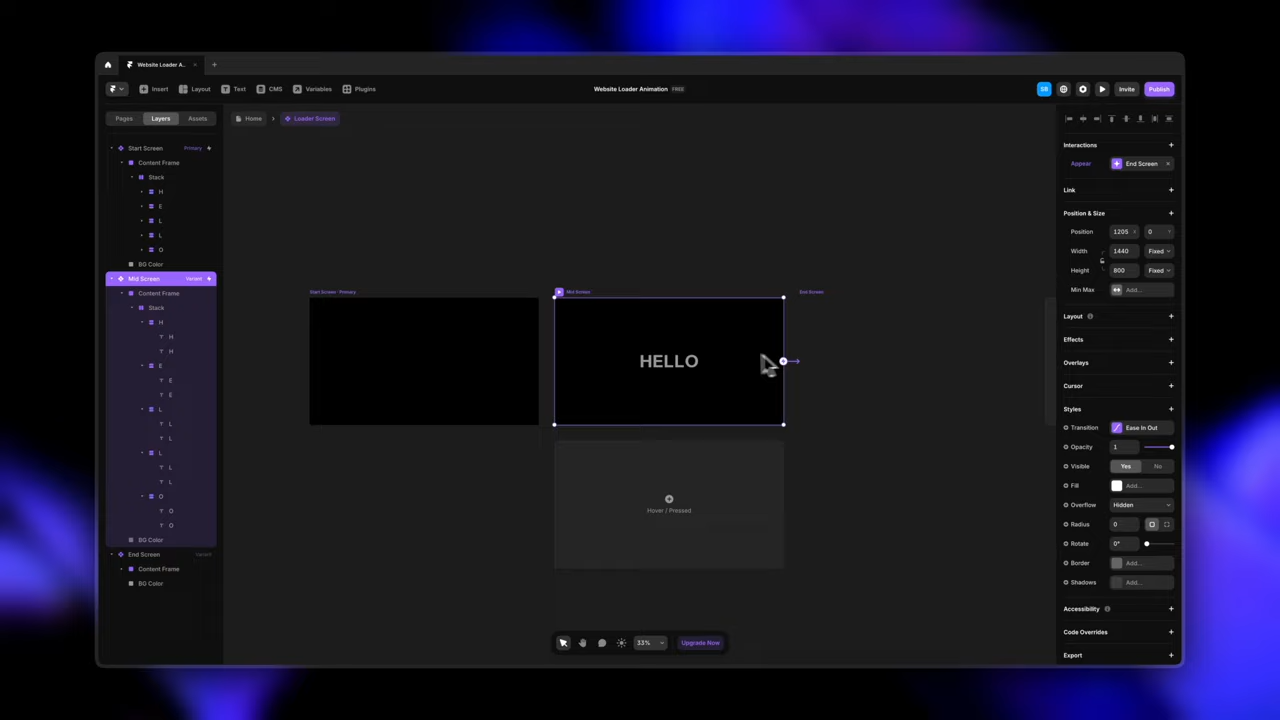 Website Loader A..
Insert
Layout
Text
CMS
Variables
Plugins
Website Loader Animation FREE
SB
Invite
Publish
Pages
Layers
Assets
Home
Loader Screen
Start Screen
Primary
Content Frame
Stack
H
E
L
L
O
BG Color
Mid Screen
Variant
Content Frame
Stack
H
H
H
E
E
E
L
L
L
L
L
L
O
O
O
BG Color
End Screen
Variant
Content Frame
BG Color
Start Screen · Primary
Mid Screen
End Screen
HELLO
Hover / Pressed
33%
Upgrade Now
Interactions
Appear
End Screen
Link
Position & Size
Position
1205 X
0 Y
Width
1440
Fixed
Height
800
Fixed
Min Max
Add...
Layout
Effects
Overlays
Cursor
Styles
Transition
Ease In Out
Opacity
1
Visible
Yes
No
Fill
Add...
Overflow
Hidden
Radius
0
Rotate
0°
Border
Add...
Shadows
Add...
Accessibility
Code Overrides
Export